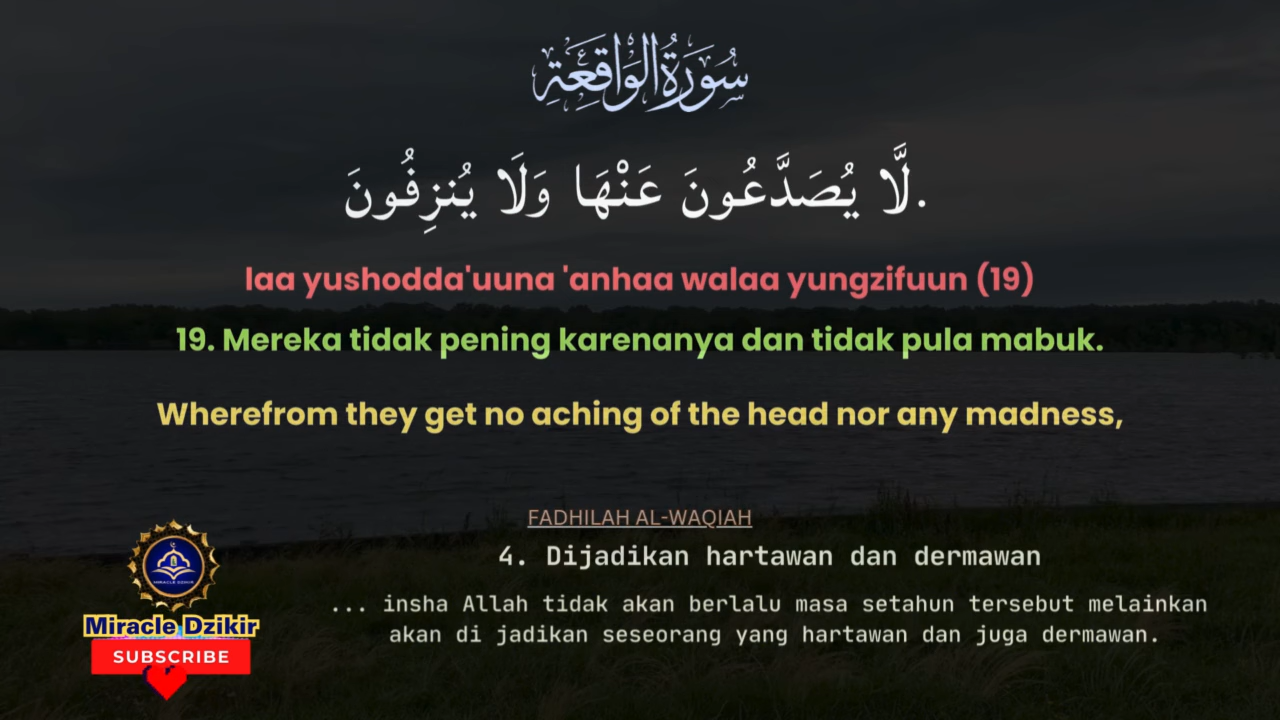 سُورَةُ الوَاقِعَةِ
لَّا يُصَدَّعُونَ عَنْهَا وَلَا يُنزِفُونَ.
laa yushodda'uuna 'anhaa walaa yungzifuun (19)
19. Mereka tidak pening karenanya dan tidak pula mabuk.
Wherefrom they get no aching of the head nor any madness,
FADHILAH AL-WAQIAH
4. Dijadikan hartawan dan dermawan
... insha Allah tidak akan berlalu masa setahun tersebut melainkan
akan di jadikan seseorang yang hartawan dan juga dermawan.
MIRACLE DZIKIR
Miracle Dzikir
SUBSCRIBE